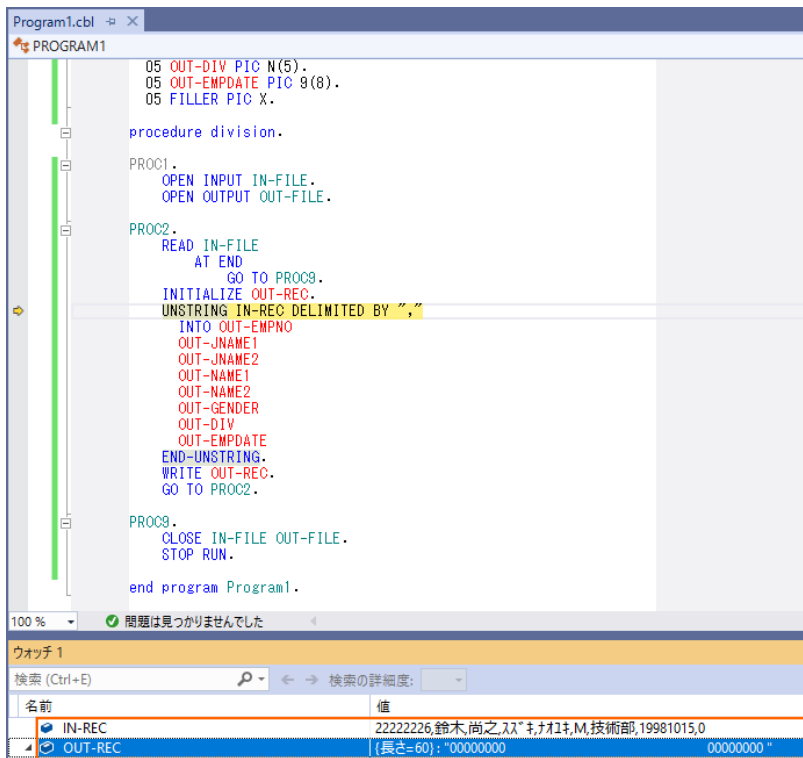 Program1.cbl
PROGRAM1
05 OUT-DIV PIC N(5).
05 OUT-EMPDATE PIC 9(8).
05 FILLER PIC X.
procedure division.
PROC1.
OPEN INPUT IN-FILE.
OPEN OUTPUT OUT-FILE.
PROC2.
READ IN-FILE
AT END
GO TO PROC9.
INITIALIZE OUT-REC.
UNSTRING IN-REC DELIMITED BY ","
INTO OUT-EMPNO
OUT-JNAME1
OUT-JNAME2
OUT-NAME1
OUT-NAME2
OUT-GENDER
OUT-DIV
OUT-EMPDATE
END-UNSTRING.
WRITE OUT-REC.
GO TO PROC2.
PROC9.
CLOSE IN-FILE OUT-FILE.
STOP RUN.
end program Program1.
100 % 問題は見つかりませんでした
ウォッチ 1
検索 (Ctrl+E) 検索の詳細度:
名前 値
IN-REC 22222226,鈴木,尚之,ｽｽﾞｷ,ﾅｵﾕｷ,M,技術部,19981015,0
OUT-REC {長さ=60} : "00000000 00000000 "